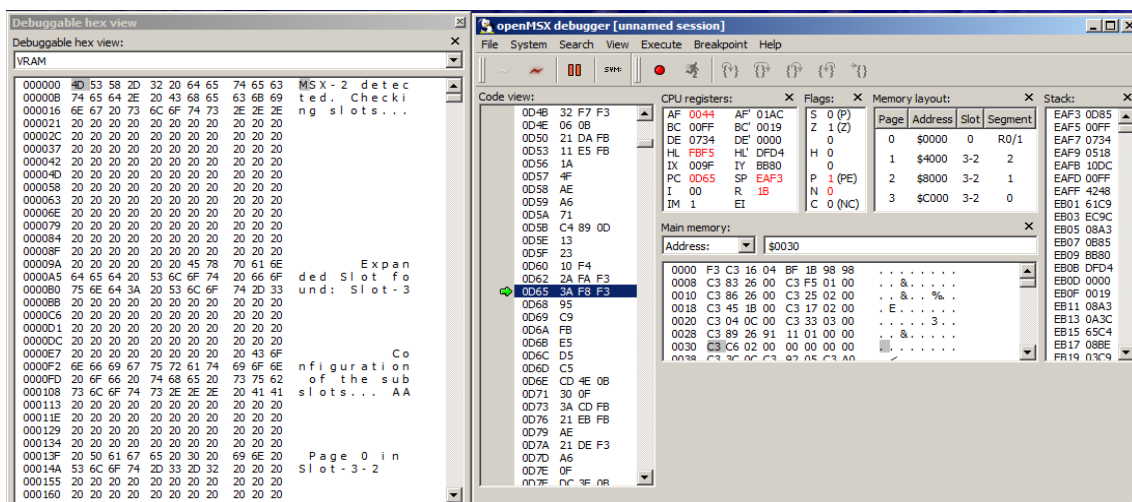 Debuggable hex view
Debuggable hex view:
VRAM
000000 4D 53 58 2D 32 20 64 65 74 65 63 MSX-2 detec
00000B 74 65 64 2E 20 43 68 65 63 6B 69 ted. Checki
000016 6E 67 20 73 6C 6F 74 73 2E 2E 2E ng slots...
000021 20 20 20 20 20 20 20 20 20 20 20
00002C 20 20 20 20 20 20 20 20 20 20 20
000037 20 20 20 20 20 20 20 20 20 20 20
000042 20 20 20 20 20 20 20 20 20 20 20
00004D 20 20 20 20 20 20 20 20 20 20 20
000058 20 20 20 20 20 20 20 20 20 20 20
000063 20 20 20 20 20 20 20 20 20 20 20
00006E 20 20 20 20 20 20 20 20 20 20 20
000079 20 20 20 20 20 20 20 20 20 20 20
000084 20 20 20 20 20 20 20 20 20 20 20
00008F 20 20 20 20 20 20 20 20 20 20 20
00009A 20 20 20 20 20 20 45 78 70 61 6E Expan
0000A5 64 65 64 20 53 6C 6F 74 20 66 6F ded Slot fo
0000B0 75 6E 64 3A 20 53 6C 6F 74 2D 33 und: Slot-3
0000BB 20 20 20 20 20 20 20 20 20 20 20
0000C6 20 20 20 20 20 20 20 20 20 20 20
0000D1 20 20 20 20 20 20 20 20 20 20 20
0000DC 20 20 20 20 20 20 20 20 20 20 20
0000E7 20 20 20 20 20 20 20 20 20 43 6F Co
0000F2 6E 66 69 67 75 72 61 74 69 6F 6E nfiguration
0000FD 20 6F 66 20 74 68 65 20 73 75 62 of the sub
000108 73 6C 6F 74 73 2E 2E 2E 20 41 41 slots... AA
000113 20 20 20 20 20 20 20 20 20 20 20
00011E 20 20 20 20 20 20 20 20 20 20 20
000129 20 20 20 20 20 20 20 20 20 20 20
000134 20 20 20 20 20 20 20 20 20 20 20
00013F 20 50 61 67 65 20 30 20 69 6E 20 Page 0 in
00014A 53 6C 6F 74 2D 33 2D 32 20 20 20 Slot-3-2
000155 20 20 20 20 20 20 20 20 20 20 20
000160 20 20 20 20 20 20 20 20 20 20 20
openMSX debugger [unnamed session]
File System Search View Execute Breakpoint Help
SYM:
Code view:
0D4B 32 F7 F3
0D4E 06 0B
0D50 21 DA FB
0D53 11 E5 FB
0D56 1A
0D57 4F
0D58 AE
0D59 A6
0D5A 71
0D5B C4 89 0D
0D5E 13
0D5F 23
0D60 10 F4
0D62 2A FA F3
0D65 3A F8 F3
0D68 95
0D69 C9
0D6A FB
0D6B E5
0D6C D5
0D6D C5
0D6E CD 4E 0B
0D71 30 0F
0D73 3A CD FB
0D76 21 EB FB
0D79 AE
0D7A 21 DE F3
0D7D A6
0D7E 0F
0D7F DC 3E 0B
CPU registers:
AF 0044 AF' 01AC
BC 00FF BC' 0019
DE 0734 DE' 0000
HL FBF5 HL' DFD4
IX 009F IY BB80
PC 0D65 SP EAF3
I 00 R 1B
IM 1 EI
Flags:
S 0 (P)
Z 1 (Z)
0
H 0
0
P 1 (PE)
N 0
C 0 (NC)
Memory layout:
Page Address Slot Segment
0 $0000 0 R0/1
1 $4000 3-2 2
2 $8000 3-2 1
3 $C000 3-2 0
Main memory:
Address: $0030
0000 F3 C3 16 04 BF 1B 98 98 . . . . . . . .
0008 C3 83 26 00 C3 F5 01 00 . . & . . . . .
0010 C3 86 26 00 C3 25 02 00 . . & . . % . .
0018 C3 45 1B 00 C3 17 02 00 . E . . . . . .
0020 C3 04 0C 00 C3 33 03 00 . . . . . 3 . .
0028 C3 89 26 91 11 01 00 00 . . & . . . . .
0030 C3 C6 02 00 00 00 00 00 . . . . . . . .
0038 C3 3C 0C C3 92 05 C3 A0
Stack:
EAF3 0D85
EAF5 00FF
EAF7 0734
EAF9 0518
EAFB 10DC
EAFD 00FF
EAFF 4248
EB01 61C9
EB03 EC9C
EB05 08A3
EB07 0B85
EB09 BB80
EB0B DFD4
EB0D 0000
EB0F 0019
EB11 08A3
EB13 0A3C
EB15 65C4
EB17 08BE
EB19 03C9